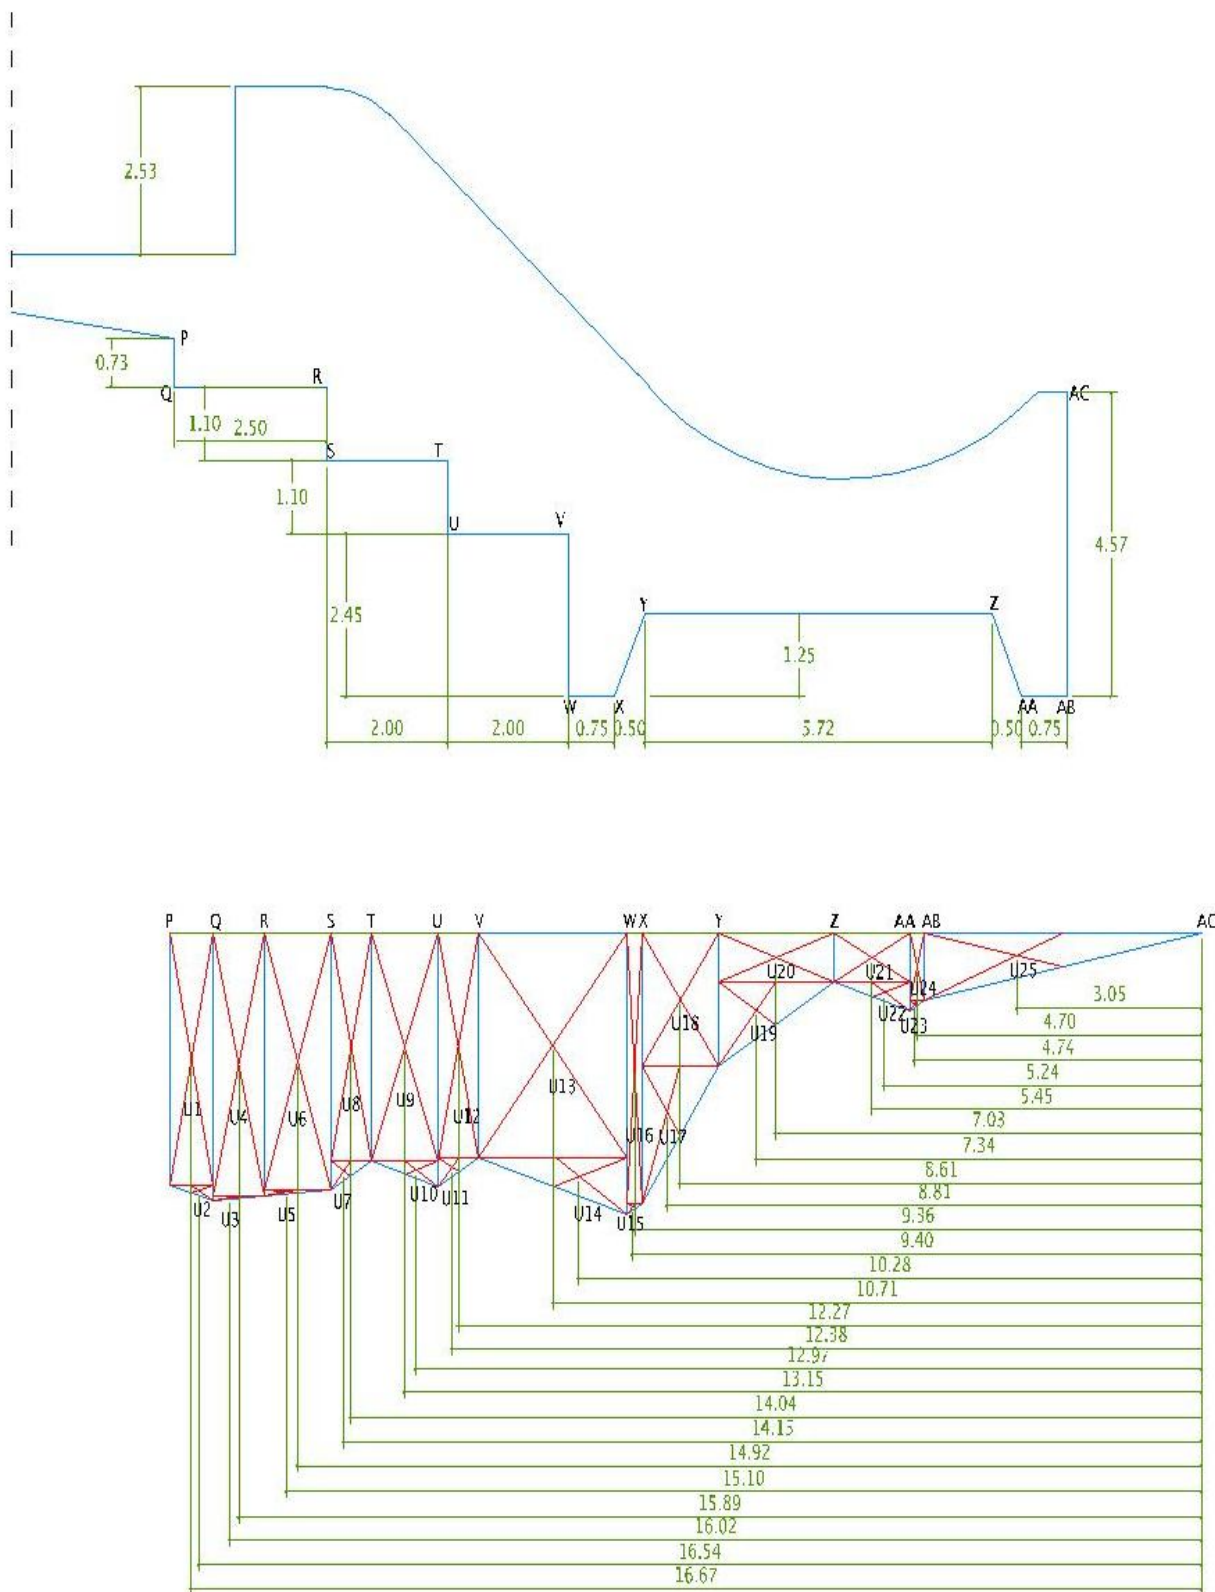 2.53
P
0.73
Q
R
AC
1.10
2.50
S
T
1.10
U
V
4.57
2.45
Y
Z
1.25
W
X
AA
AB
2.00
2.00
0.75
0.50
5.72
0.50
0.75
P
Q
R
S
T
U
V
W
X
Y
Z
AA
AB
AC
U20
U21
U25
U24
3.05
U18
U22
U23
4.70
U19
4.74
U13
U12
U9
U8
U6
U4
U1
5.24
U16
U17
5.45
7.03
7.34
8.61
U7
U10
U11
8.81
U2
U3
U5
U14
U15
9.36
9.40
10.28
10.71
12.27
12.38
12.97
13.15
14.04
14.15
14.92
15.10
15.89
16.02
16.54
16.67